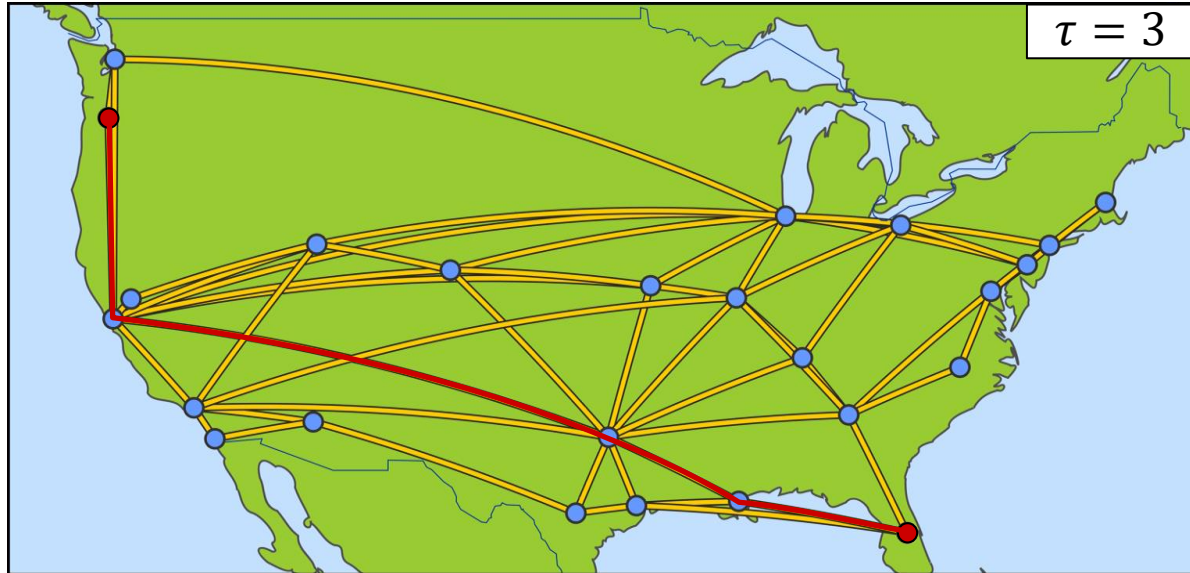 τ = 3